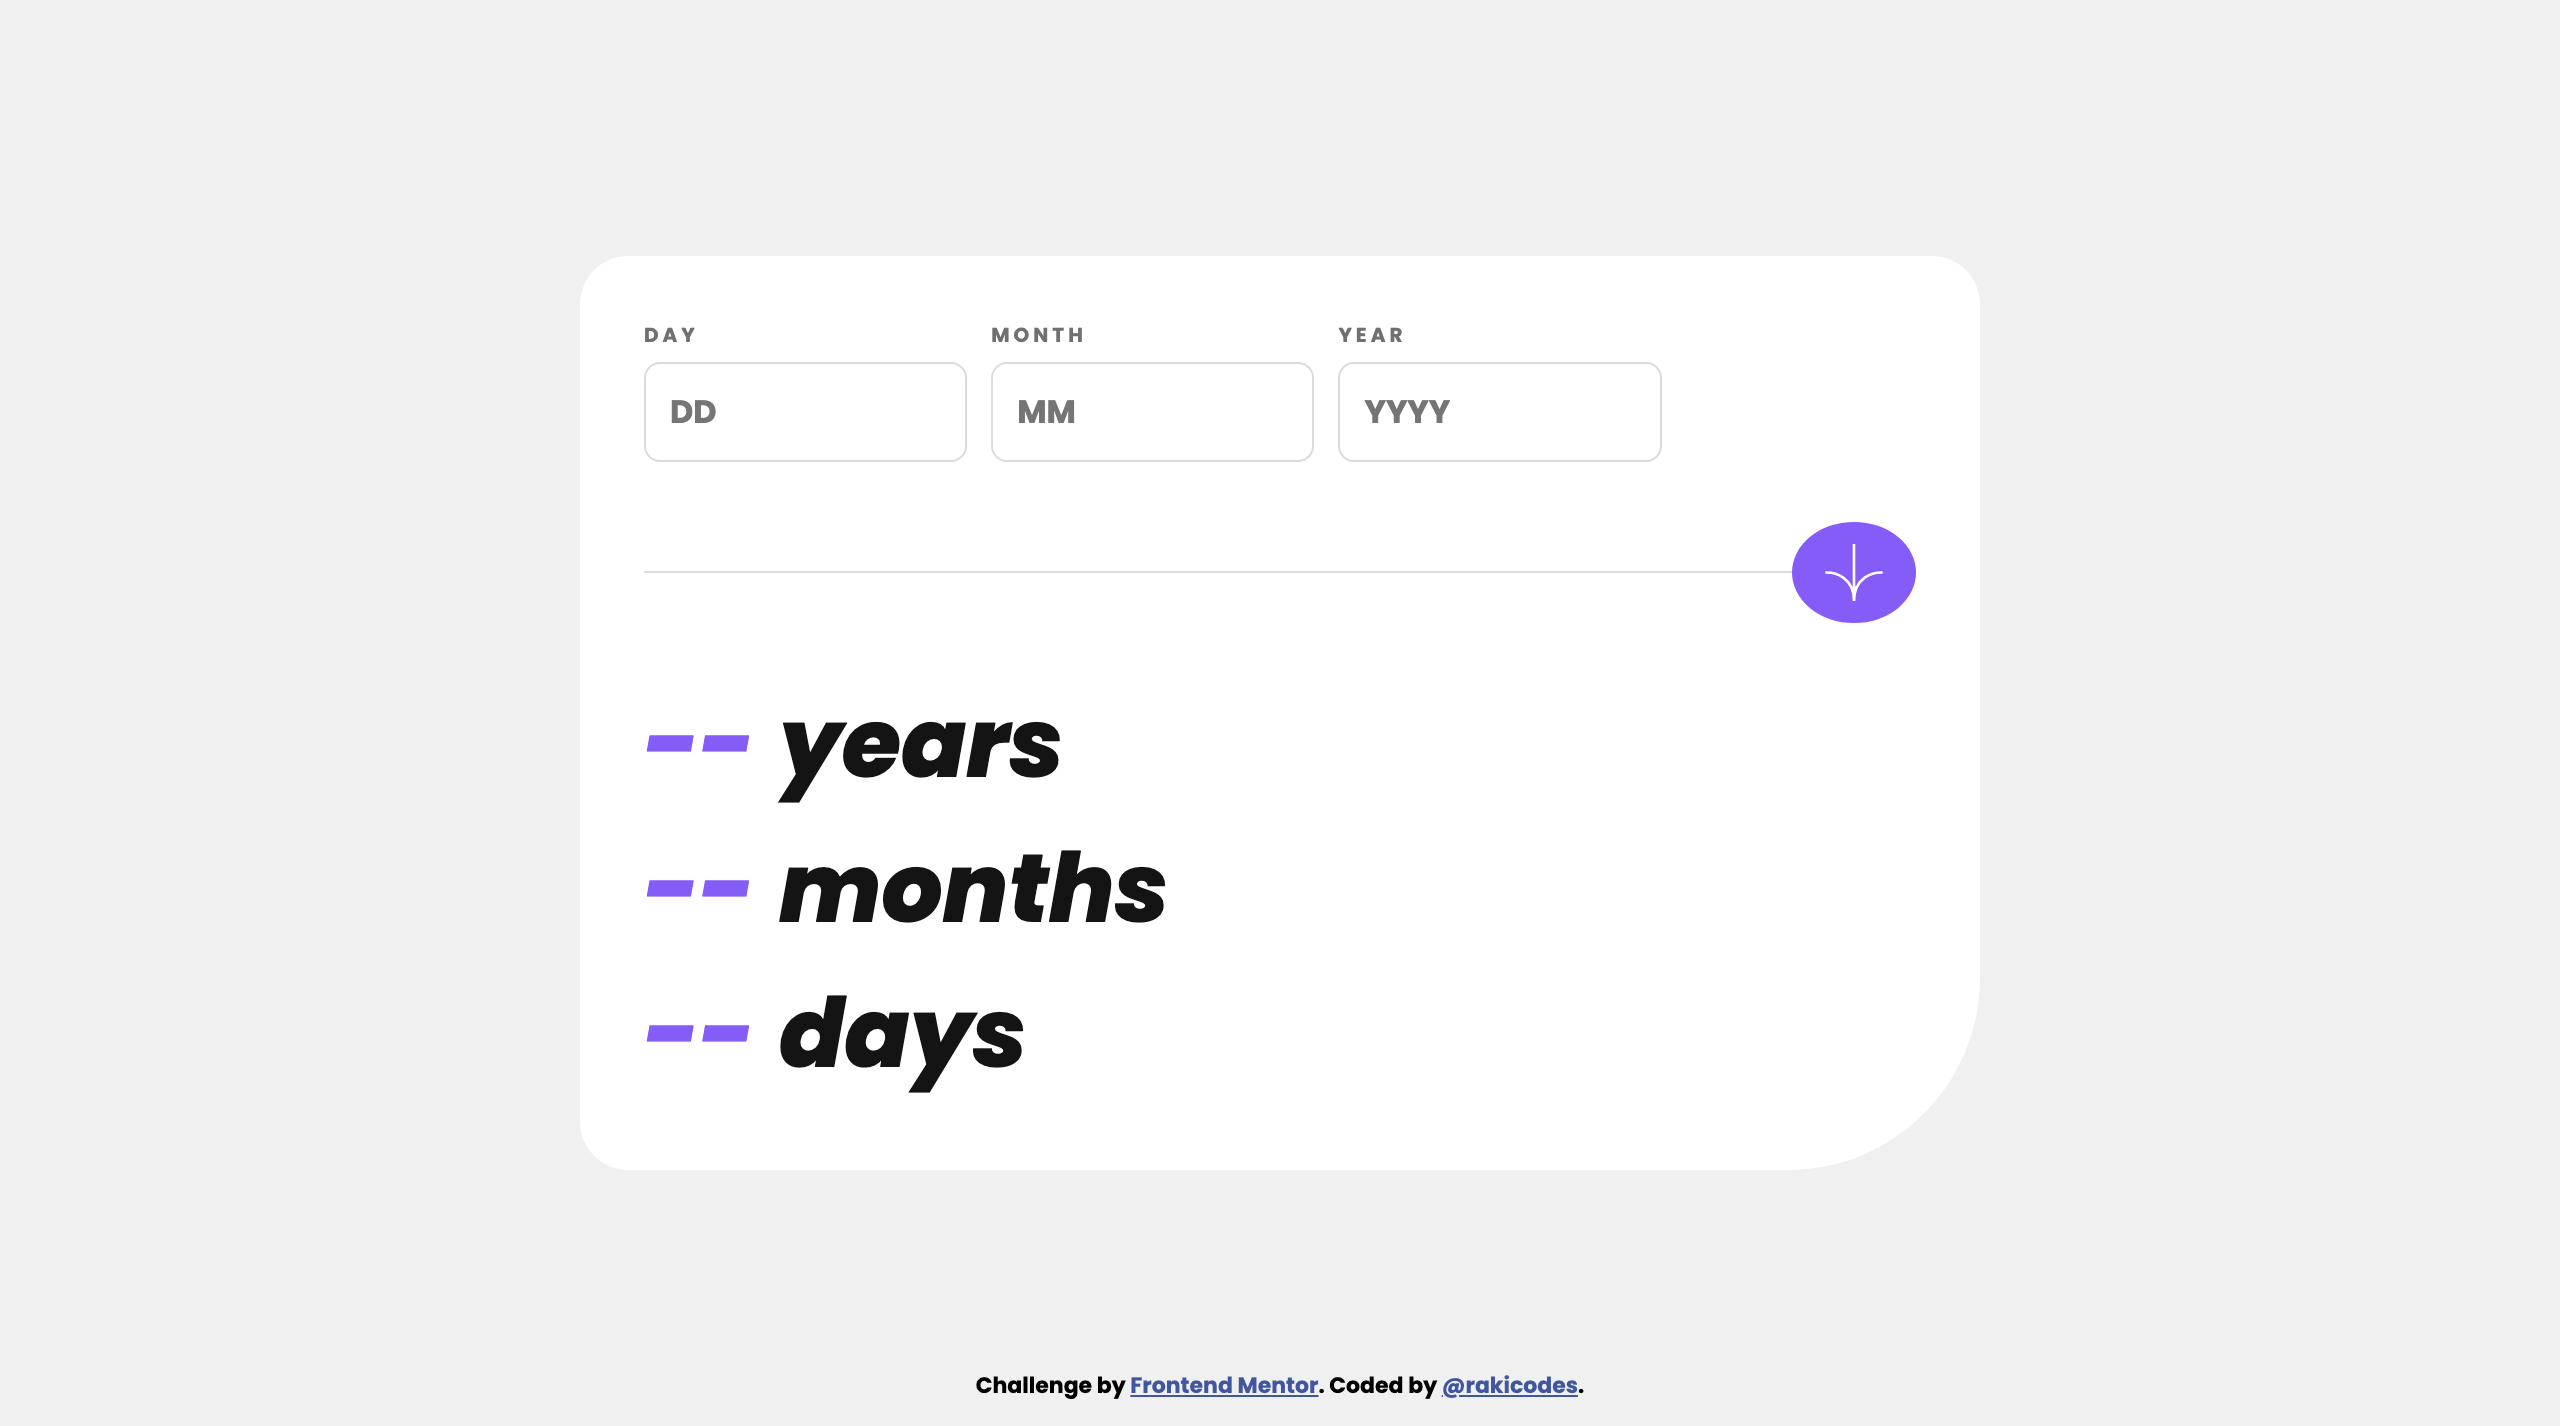 DAY MONTH YEAR
DD MM YYYY
-- years
-- months
-- days
Challenge by Frontend Mentor. Coded by @rakicodes.